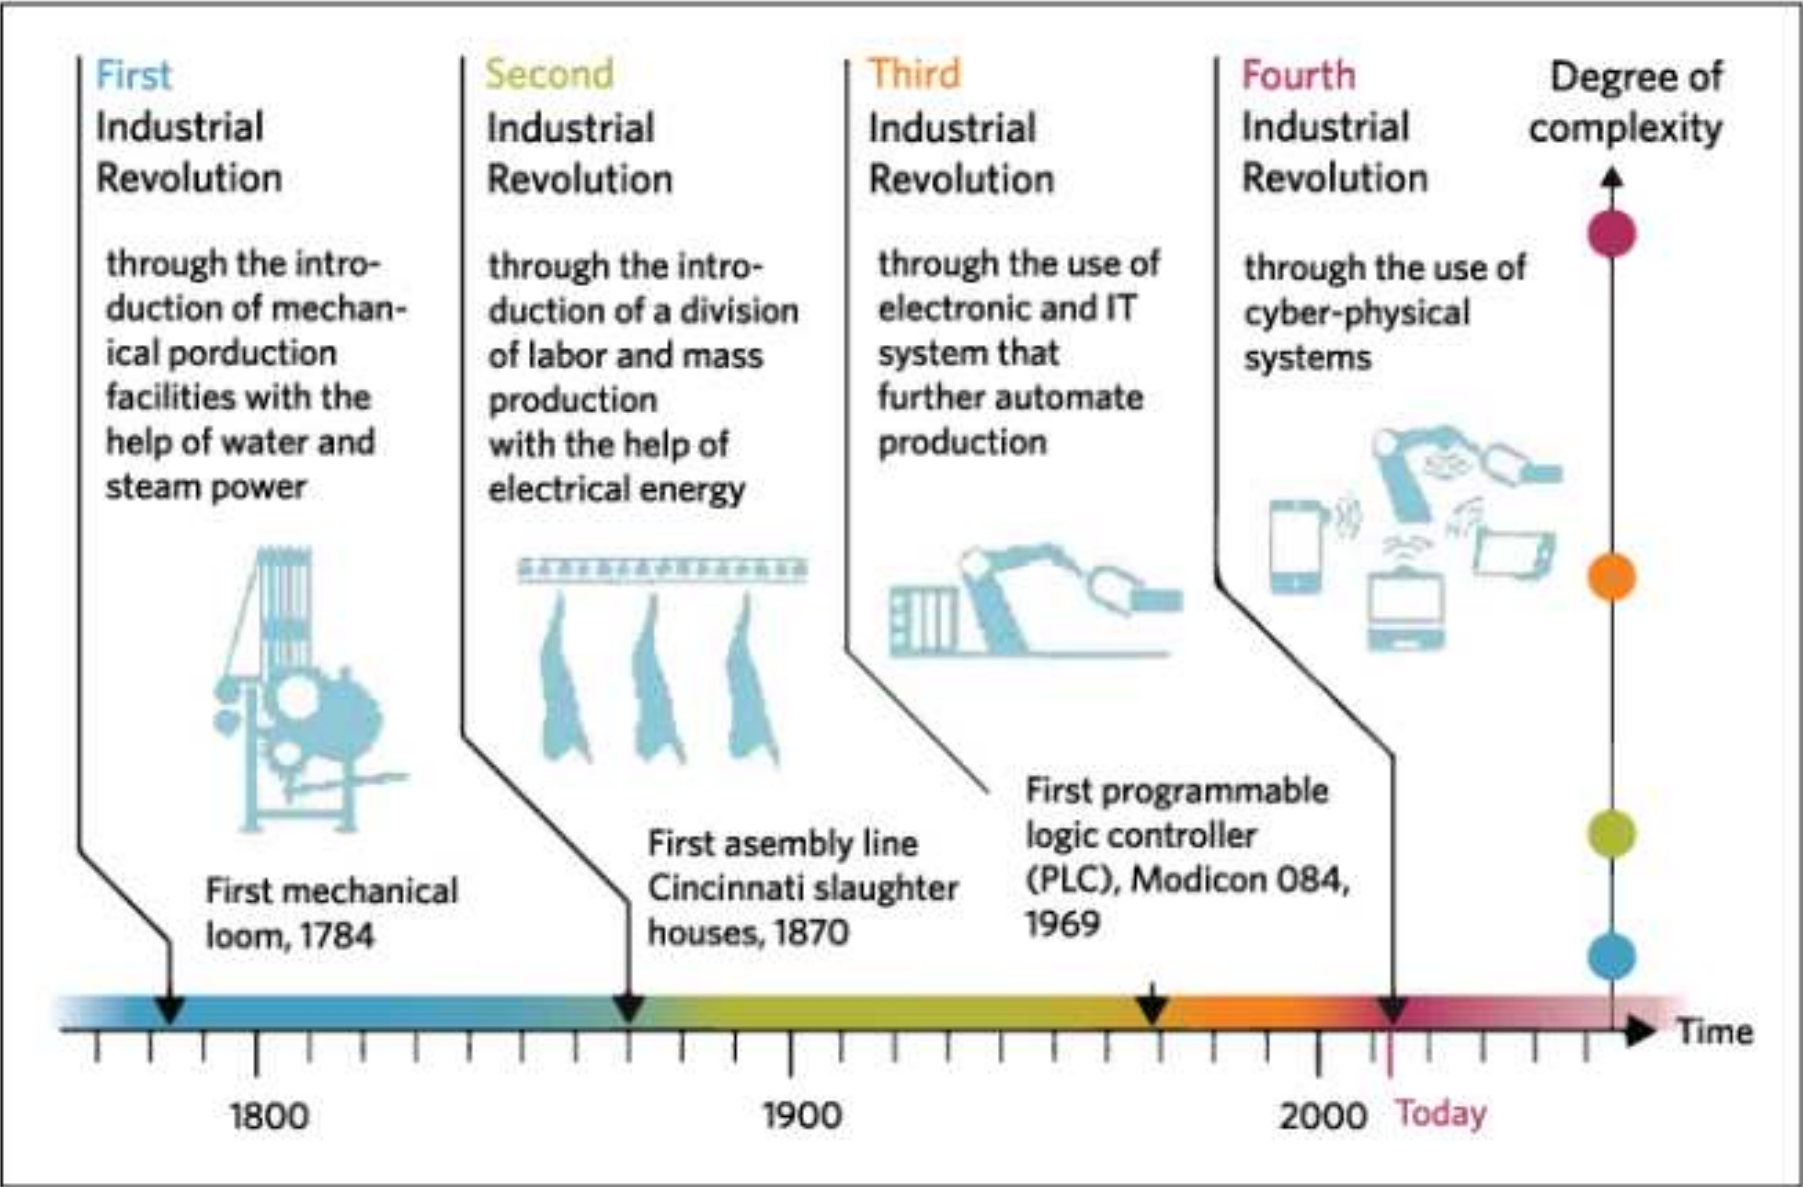 First
Industrial
Revolution
through the intro-
duction of mechan-
ical porduction
facilities with the
help of water and
steam power
First mechanical
loom, 1784
Second
Industrial
Revolution
through the intro-
duction of a division
of labor and mass
production
with the help of
electrical energy
First asembly line
Cincinnati slaughter
houses, 1870
Third
Industrial
Revolution
through the use of
electronic and IT
system that
further automate
production
First programmable
logic controller
(PLC), Modicon 084,
1969
Fourth
Industrial
Revolution
through the use of
cyber-physical
systems
Degree of
complexity
Time
1800
1900
2000
Today